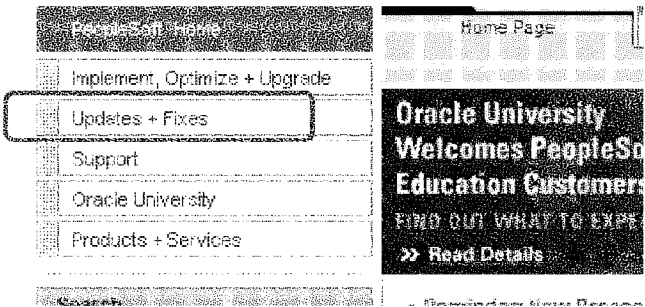 PeopleSoft Home
Implement, Optimize + Upgrade
Updates + Fixes
Support
Oracle University
Products + Services
Search
Home Page
Oracle University
Welcomes PeopleSo
Education Customers
FIND OUT WHAT TO EXPE
>> Read Details